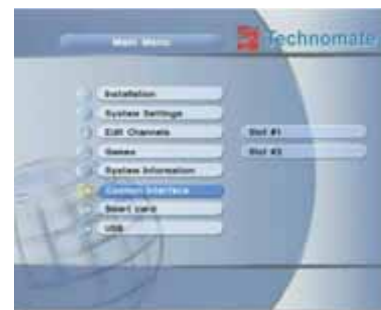 Main Menu
Technomate
Installation
System Settings
Edit Channels
Games
System Information
Common Interface
Smart card
USB
Slot #1
Slot #2